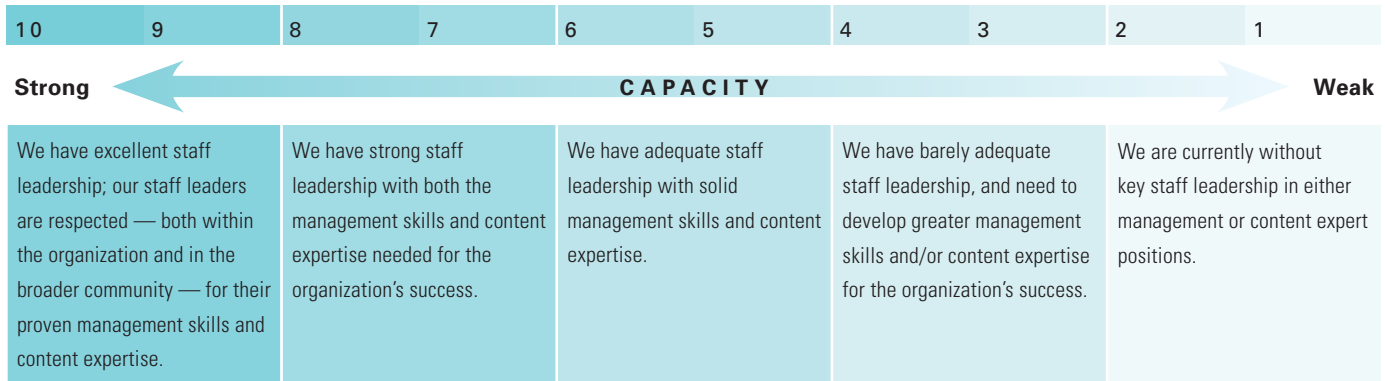 10 9 8 7 6 5 4 3 2 1
Strong CAPACITY Weak
We have excellent staff
leadership; our staff leaders
are respected — both within
the organization and in the
broader community — for their
proven management skills and
content expertise.
We have strong staff
leadership with both the
management skills and content
expertise needed for the
organization’s success.
We have adequate staff
leadership with solid
management skills and content
expertise.
We have barely adequate
staff leadership, and need to
develop greater management
skills and/or content expertise
for the organization’s success.
We are currently without
key staff leadership in either
management or content expert
positions.